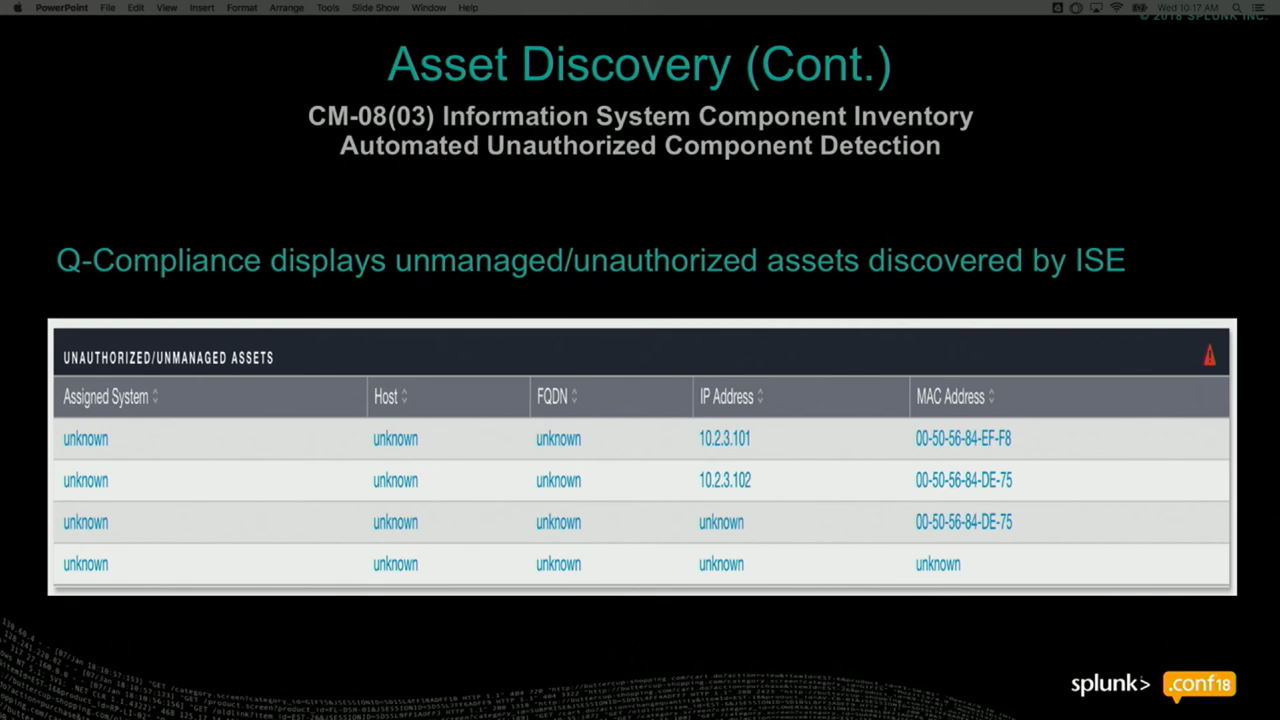 PowerPoint File Edit View Insert Format Arrange Tools Slide Show Window Help Wed 10:17 AM
© 2018 SPLUNK INC.
Asset Discovery (Cont.)
CM-08(03) Information System Component Inventory
Automated Unauthorized Component Detection
Q-Compliance displays unmanaged/unauthorized assets discovered by ISE
UNAUTHORIZED/UNMANAGED ASSETS
Assigned System Host FQDN IP Address MAC Address
unknown unknown unknown 10.2.3.101 00-50-56-84-EF-F8
unknown unknown unknown 10.2.3.102 00-50-56-84-DE-75
unknown unknown unknown unknown 00-50-56-84-DE-75
unknown unknown unknown unknown unknown
splunk> .conf18